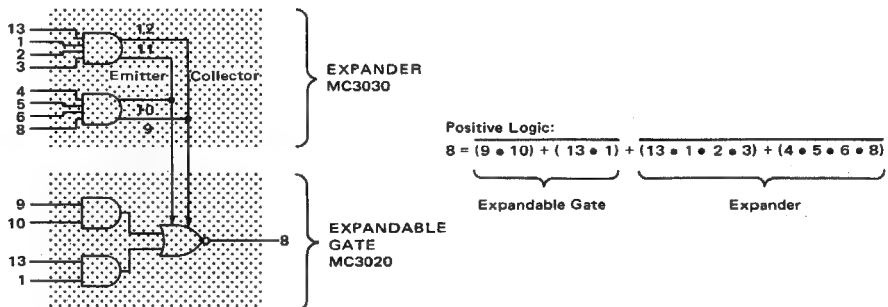 13
12
1
11
2
3
Emitter Collector
EXPANDER
MC3030
4
5
10
6
8
9
Positive Logic:
8 = (9 • 10) + ( 13 • 1) + (13 • 1 • 2 • 3) + (4 • 5 • 6 • 8)
Expandable Gate Expander
9
10
8
EXPANDABLE
GATE
MC3020
13
1